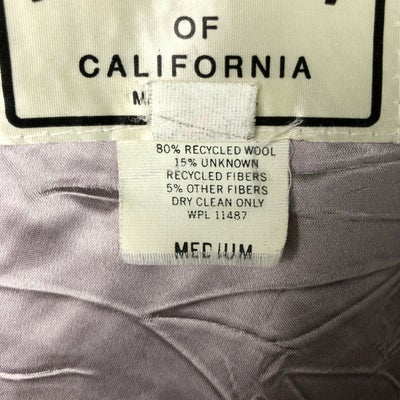 OF
CALIFORNIA
80% RECYCLED WOOL
15% UNKNOWN
RECYCLED FIBERS
5% OTHER FIBERS
DRY CLEAN ONLY
WPL 11487
MEDIUM